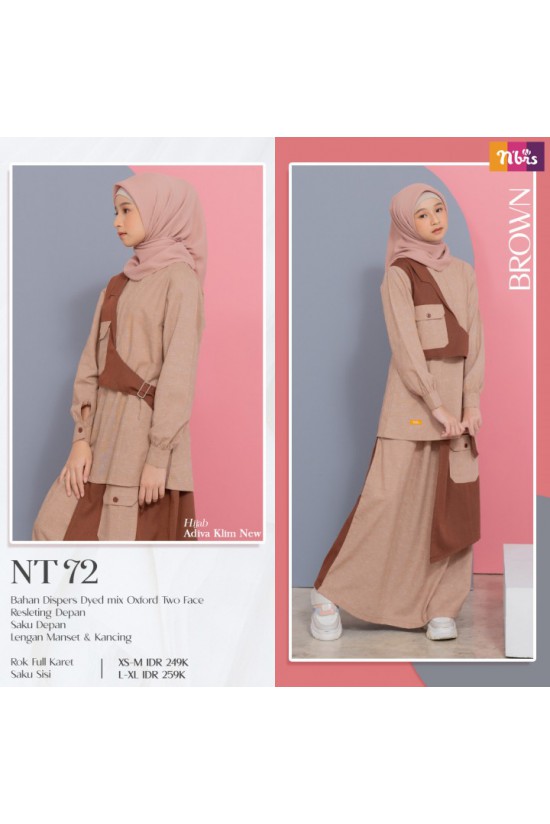 Hijab
Adiva Klim New
NT 72
Bahan Dispers Dyed mix Oxford Two Face
Resleting Depan
Saku Depan
Lengan Manset & Kancing
Rok Full Karet
Saku Sisi
XS-M IDR 249K
L-XL IDR 259K
Nbrs
BROWN